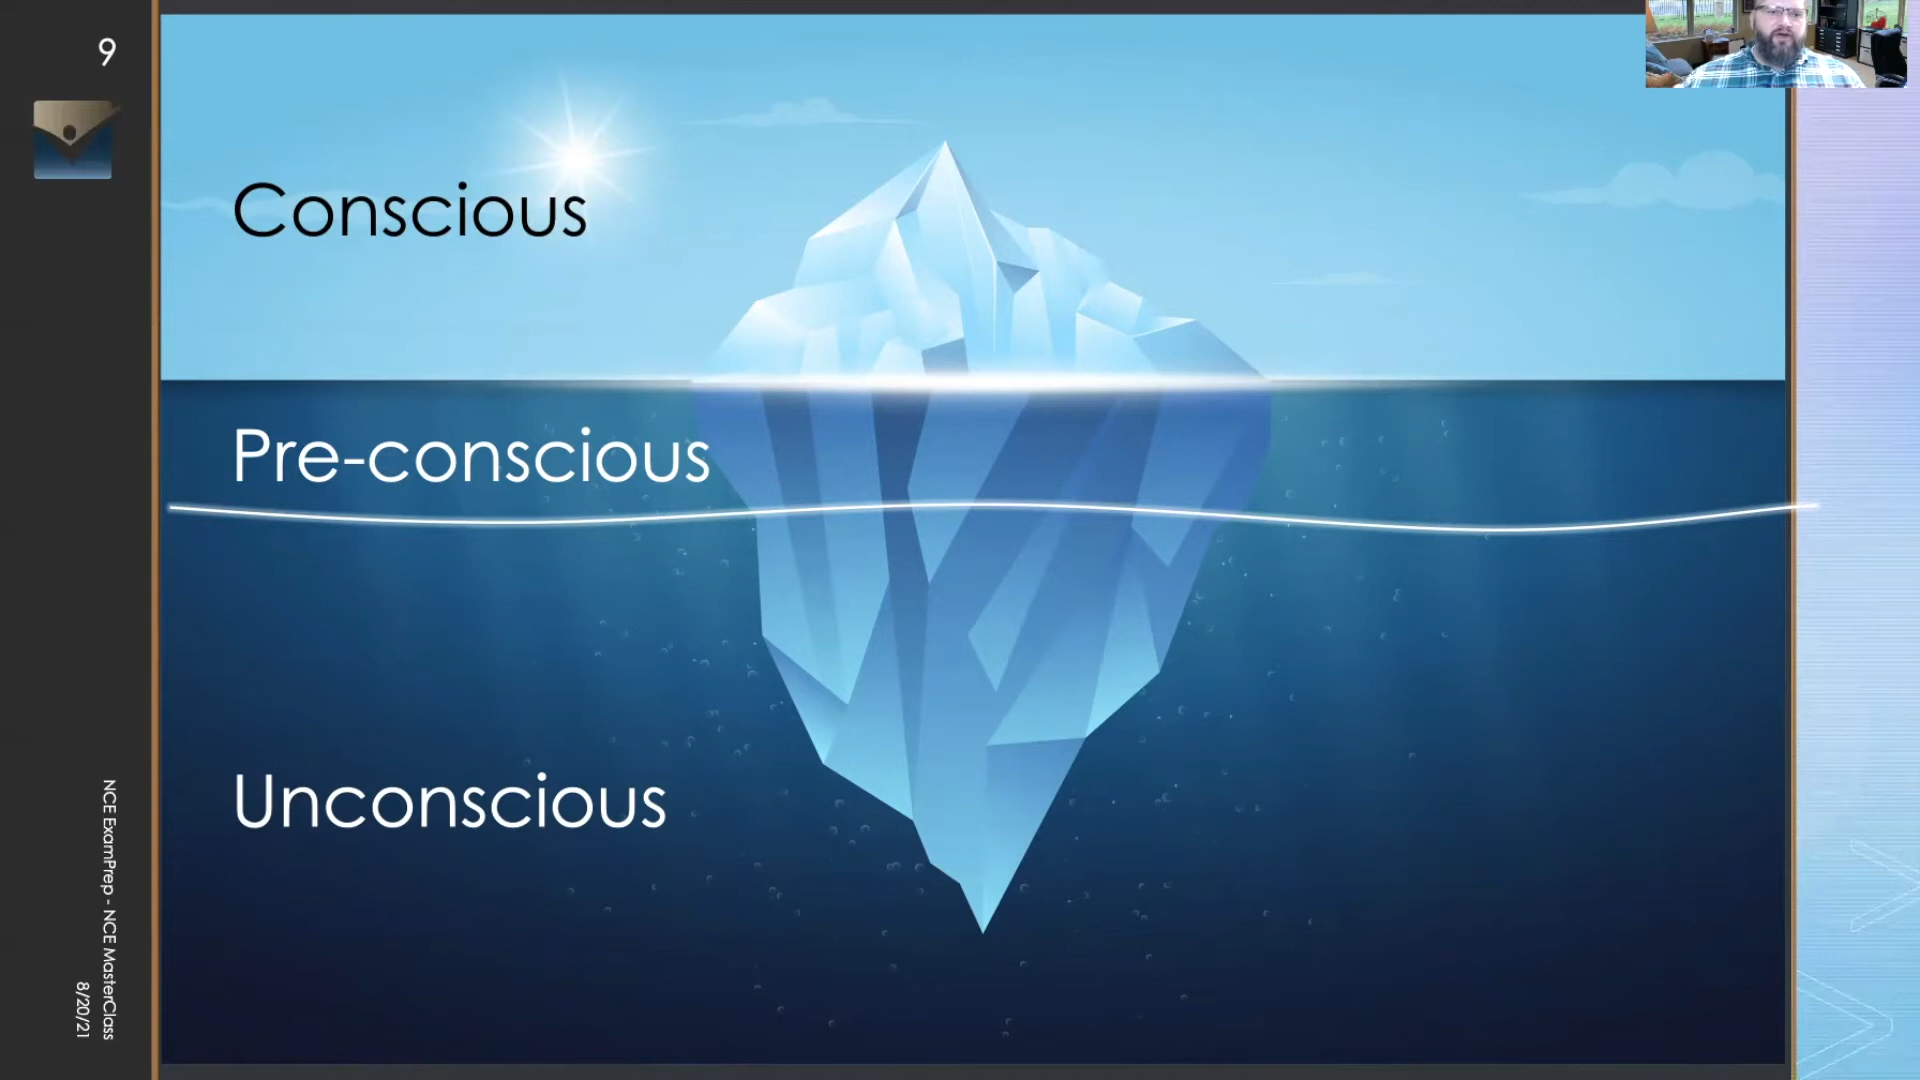 9
Conscious
Pre-conscious
Unconscious
NCE ExamPrep - NCE MasterClass
8/20/21